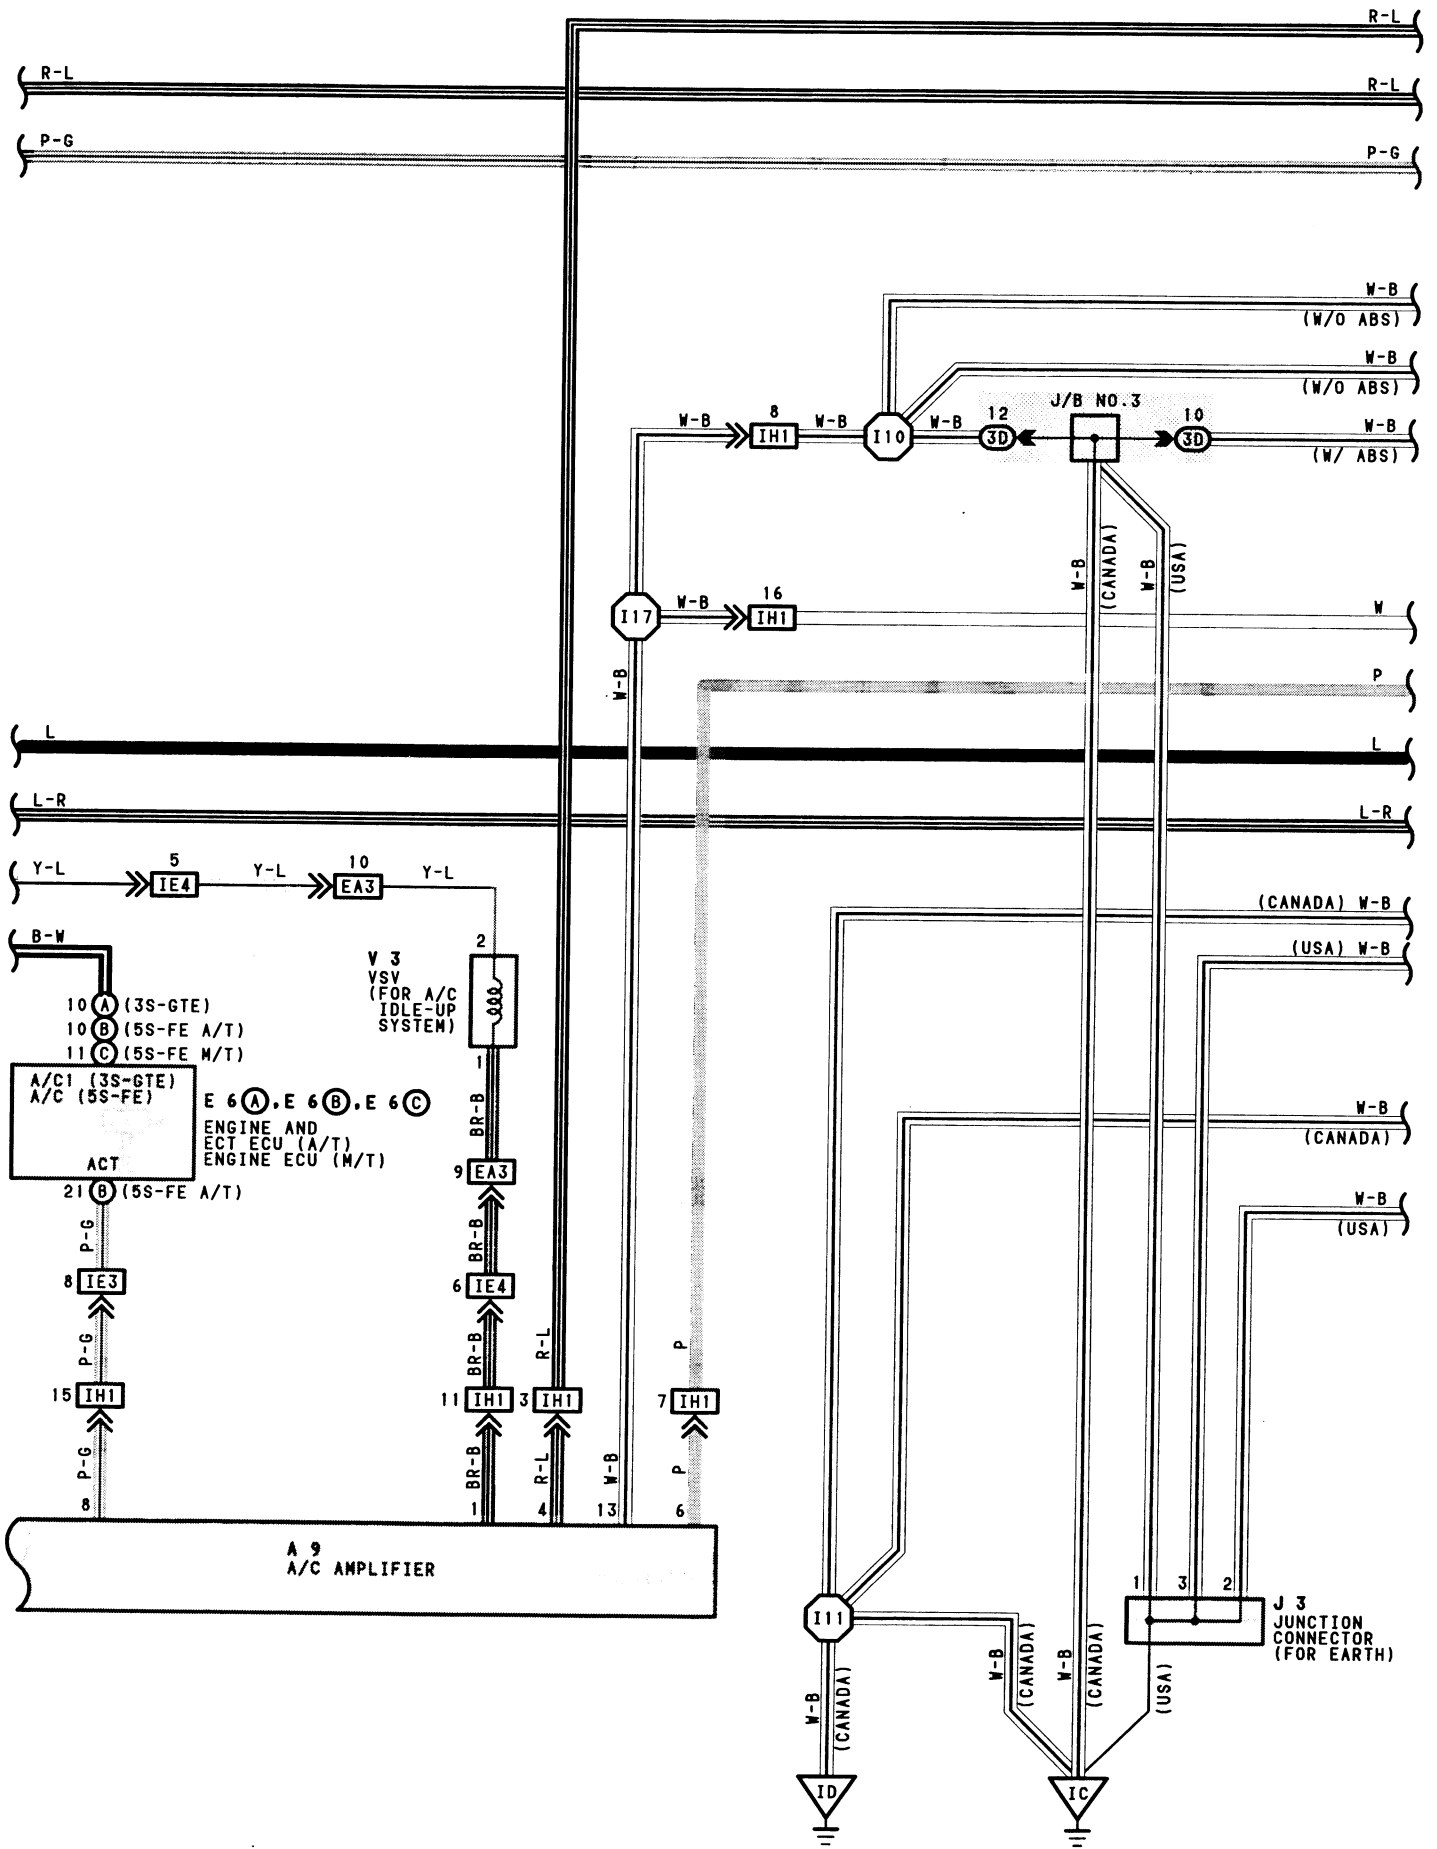 R-L
R-L
R-L
P-G
P-G
W-B
(W/O ABS)
W-B
(W/O ABS)
J/B NO.3
W-B
8
IH1
W-B
I10
W-B
12
3D
10
3D
W-B
(W/ ABS)
W-B
(CANADA)
W-B
(USA)
I17
W-B
16
IH1
W
W-B
P
L
L
L-R
L-R
Y-L
5
IE4
Y-L
10
EA3
Y-L
(CANADA) W-B
B-W
2
(USA) W-B
V 3
VSV
(FOR A/C
IDLE-UP
SYSTEM)
10 A (3S-GTE)
10 B (5S-FE A/T)
11 C (5S-FE M/T)
1
A/C1 (3S-GTE)
A/C (5S-FE)
E 6 A, E 6 B, E 6 C
ENGINE AND
ECT ECU (A/T)
ENGINE ECU (M/T)
BR-B
W-B
(CANADA)
ACT
9 EA3
21 B (5S-FE A/T)
W-B
(USA)
P-G
BR-B
8 IE3
6 IE4
P-G
BR-B
R-L
P
15 IH1
11 IH1
3 IH1
7 IH1
P-G
BR-B
R-L
W-B
P
8
1
4
13
6
A 9
A/C AMPLIFIER
1
3
2
I11
J 3
JUNCTION
CONNECTOR
(FOR EARTH)
W-B
(CANADA)
W-B
(CANADA)
W-B
(CANADA)
(USA)
ID
IC